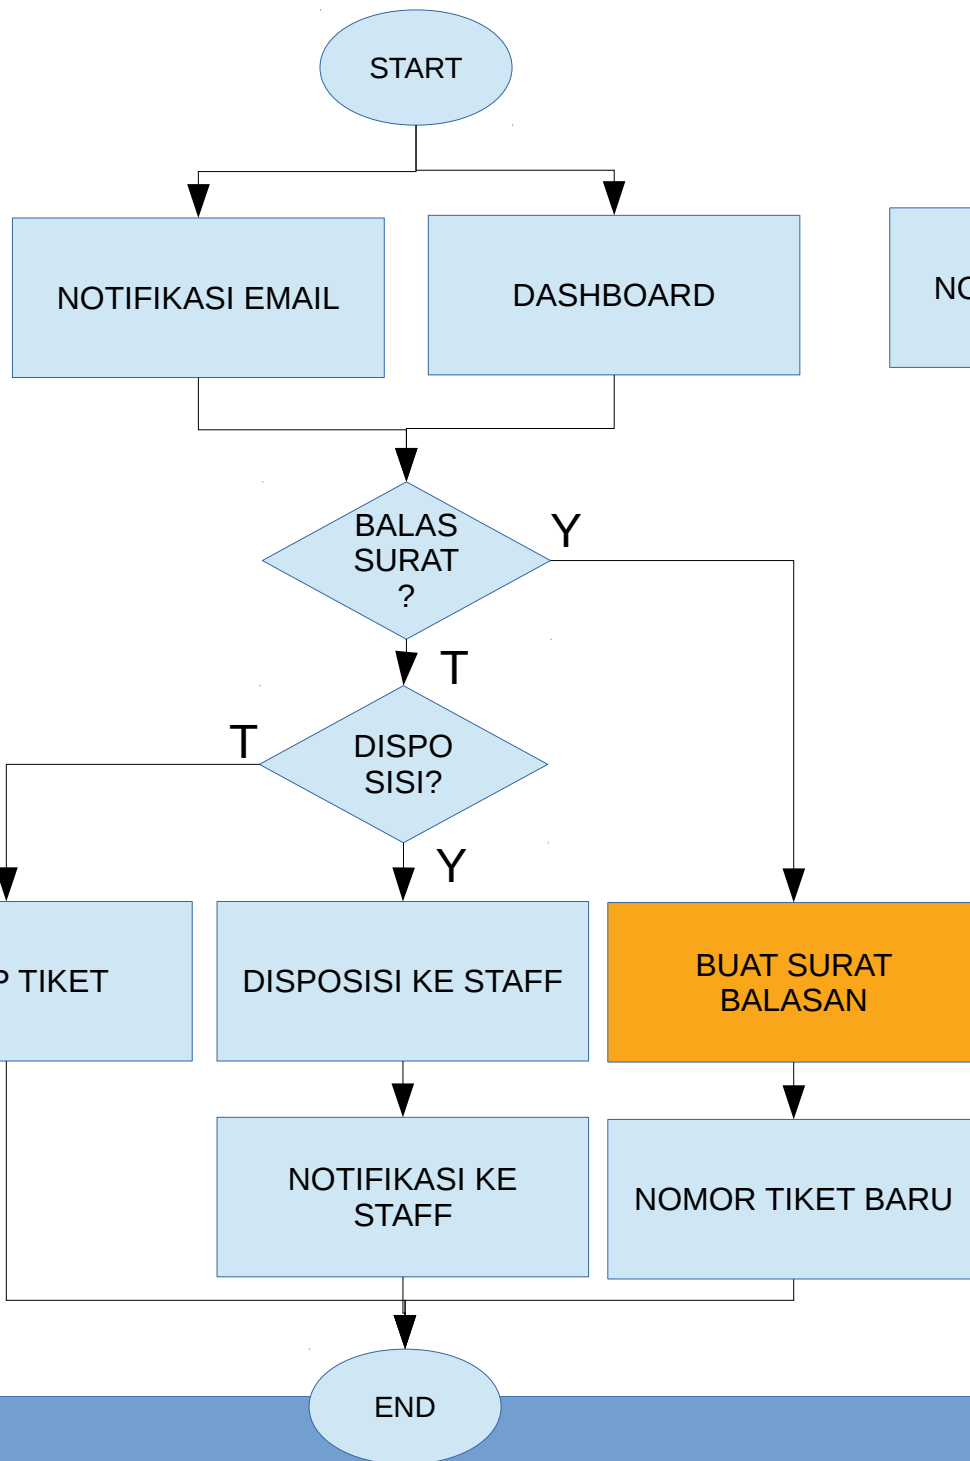 START
NOTIFIKASI EMAIL
DASHBOARD
BALAS
SURAT
?
Y
T
DISPO
SISI?
T
Y
TIKET
DISPOSISI KE STAFF
BUAT SURAT
BALASAN
NOTIFIKASI KE
STAFF
NOMOR TIKET BARU
END